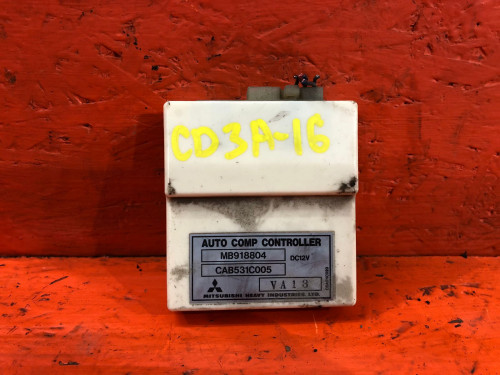 CD3A-16
AUTO COMP CONTROLLER
MB918804 DC12V
CAB531C005
VA13
MITSUBISHI HEAVY INDUSTRIES, LTD.